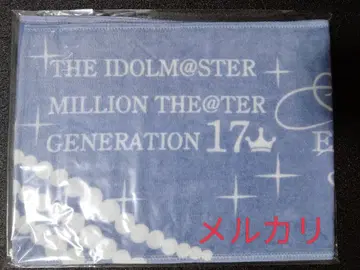 THE IDOLM@STER
MILLION THE@TER
GENERATION 17
メルカリ